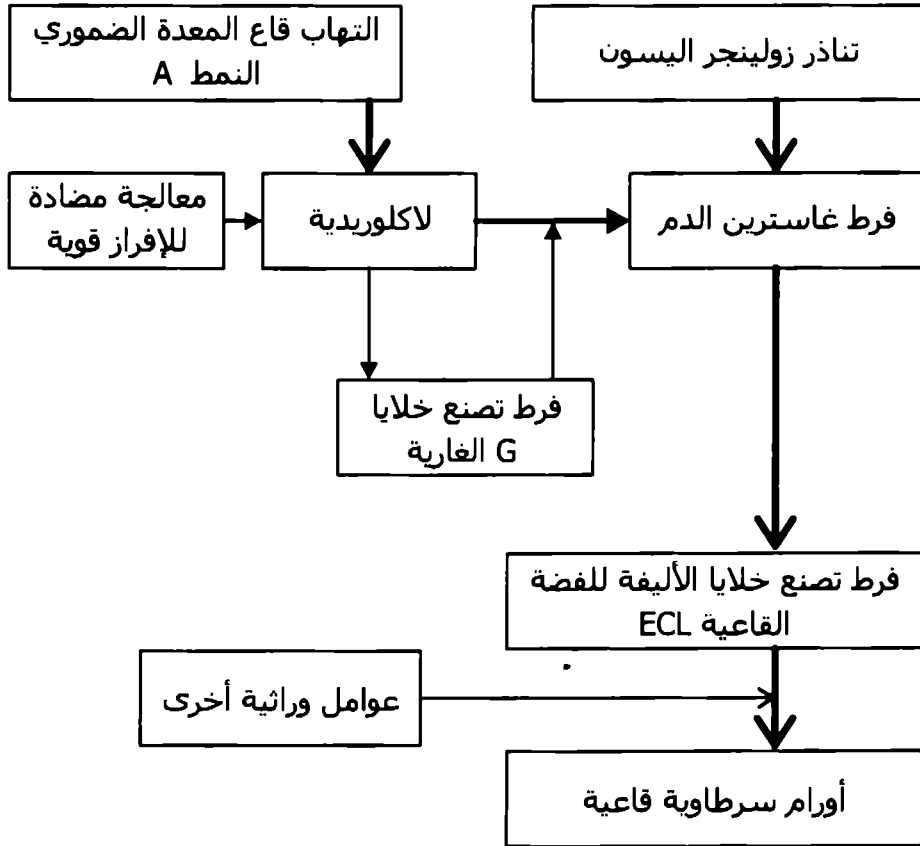 التهاب قاع المعدة الضموري
النمط A
تناذر زولينجر اليسون
معالجة مضادة
للإفراز قوية
لاكلوريدية
فرط غاسترين الدم
فرط تصنع خلايا
G الغارية
فرط تصنع خلايا الأليفة للفضة
القاعية ECL
عوامل وراثية أخرى
أورام سرطاوية قاعية